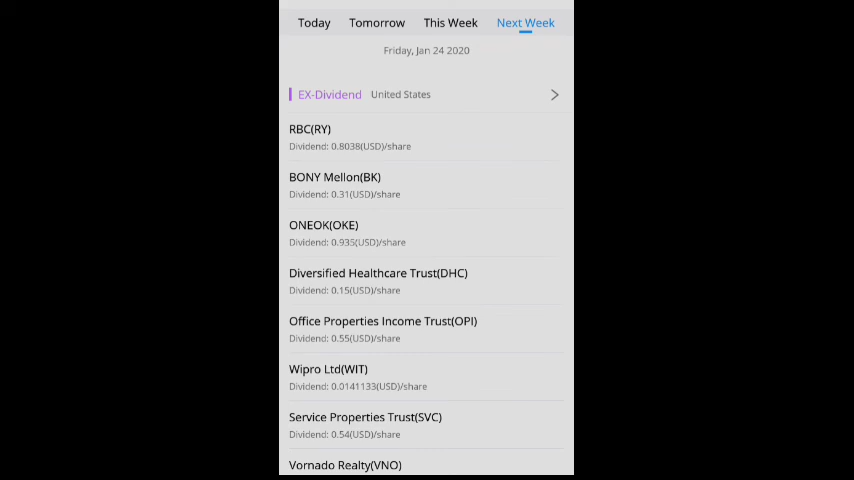 Today Tomorrow This Week Next Week
Friday, Jan 24 2020
EX-Dividend United States
RBC(RY)
Dividend: 0.8038(USD)/share
BONY Mellon(BK)
Dividend: 0.31(USD)/share
ONEOK(OKE)
Dividend: 0.935(USD)/share
Diversified Healthcare Trust(DHC)
Dividend: 0.15(USD)/share
Office Properties Income Trust(OPI)
Dividend: 0.55(USD)/share
Wipro Ltd(WIT)
Dividend: 0.0141133(USD)/share
Service Properties Trust(SVC)
Dividend: 0.54(USD)/share
Vornado Realty(VNO)